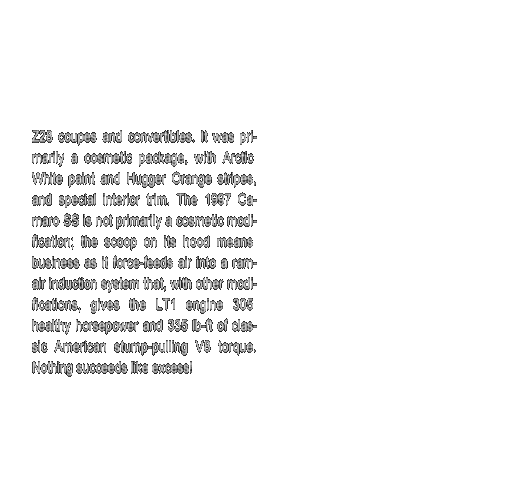 Z28 coupes and convertibles. It was pri-
marily a cosmetic package, with Arctic
White paint and Hugger Orange stripes,
and special interior trim. The 1997 Ca-
maro SS is not primarily a cosmetic modi-
fication; the scoop on its hood means
business as it force-feeds air into a ram-
air induction system that, with other modi-
fications, gives the LT1 engine 305
healthy horsepower and 335 lb-ft of clas-
sic American stump-pulling V8 torque.
Nothing succeeds like excess!